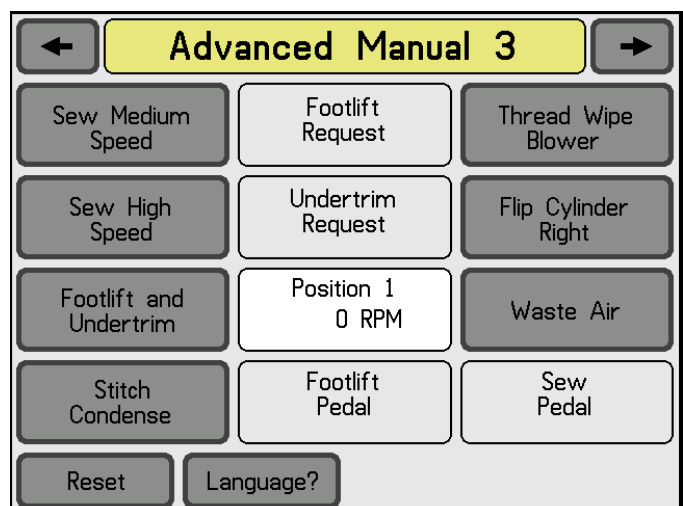 Advanced Manual 3
Sew Medium
Speed
Footlift
Request
Thread Wipe
Blower
Sew High
Speed
Undertrim
Request
Flip Cylinder
Right
Footlift and
Undertrim
Position 1
0 RPM
Waste Air
Stitch
Condense
Footlift
Pedal
Sew
Pedal
Reset
Language?